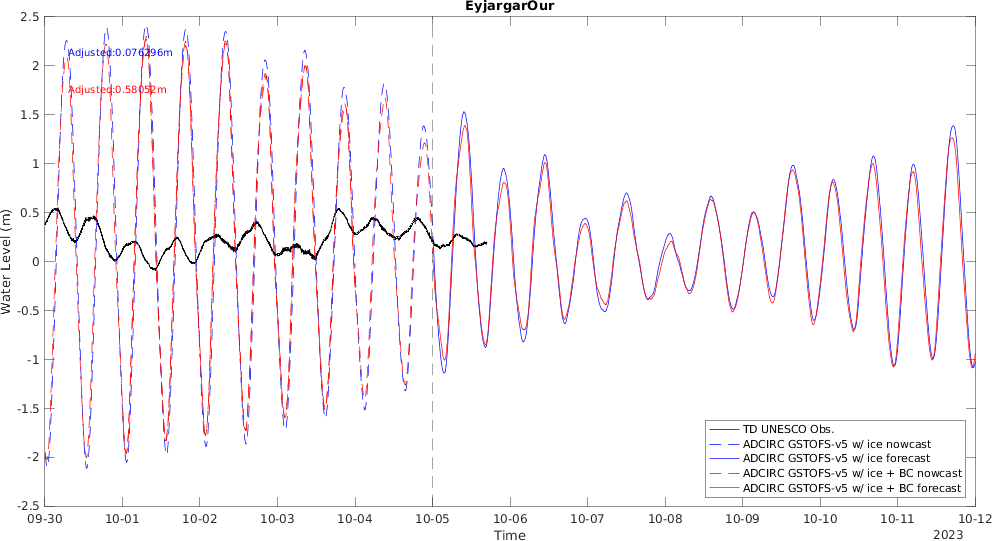 EyjargarOur
2.5
2
1.5
1
0.5
0
-0.5
-1
-1.5
-2
-2.5
Water Level (m)
Adjusted:0.076296m
Adjusted:0.58052m
TD UNESCO Obs.
ADCIRC GSTOFS-v5 w/ ice nowcast
ADCIRC GSTOFS-v5 w/ ice forecast
ADCIRC GSTOFS-v5 w/ ice + BC nowcast
ADCIRC GSTOFS-v5 w/ ice + BC forecast
09-30 10-01 10-02 10-03 10-04 10-05 10-06 10-07 10-08 10-09 10-10 10-11 10-12
Time
2023